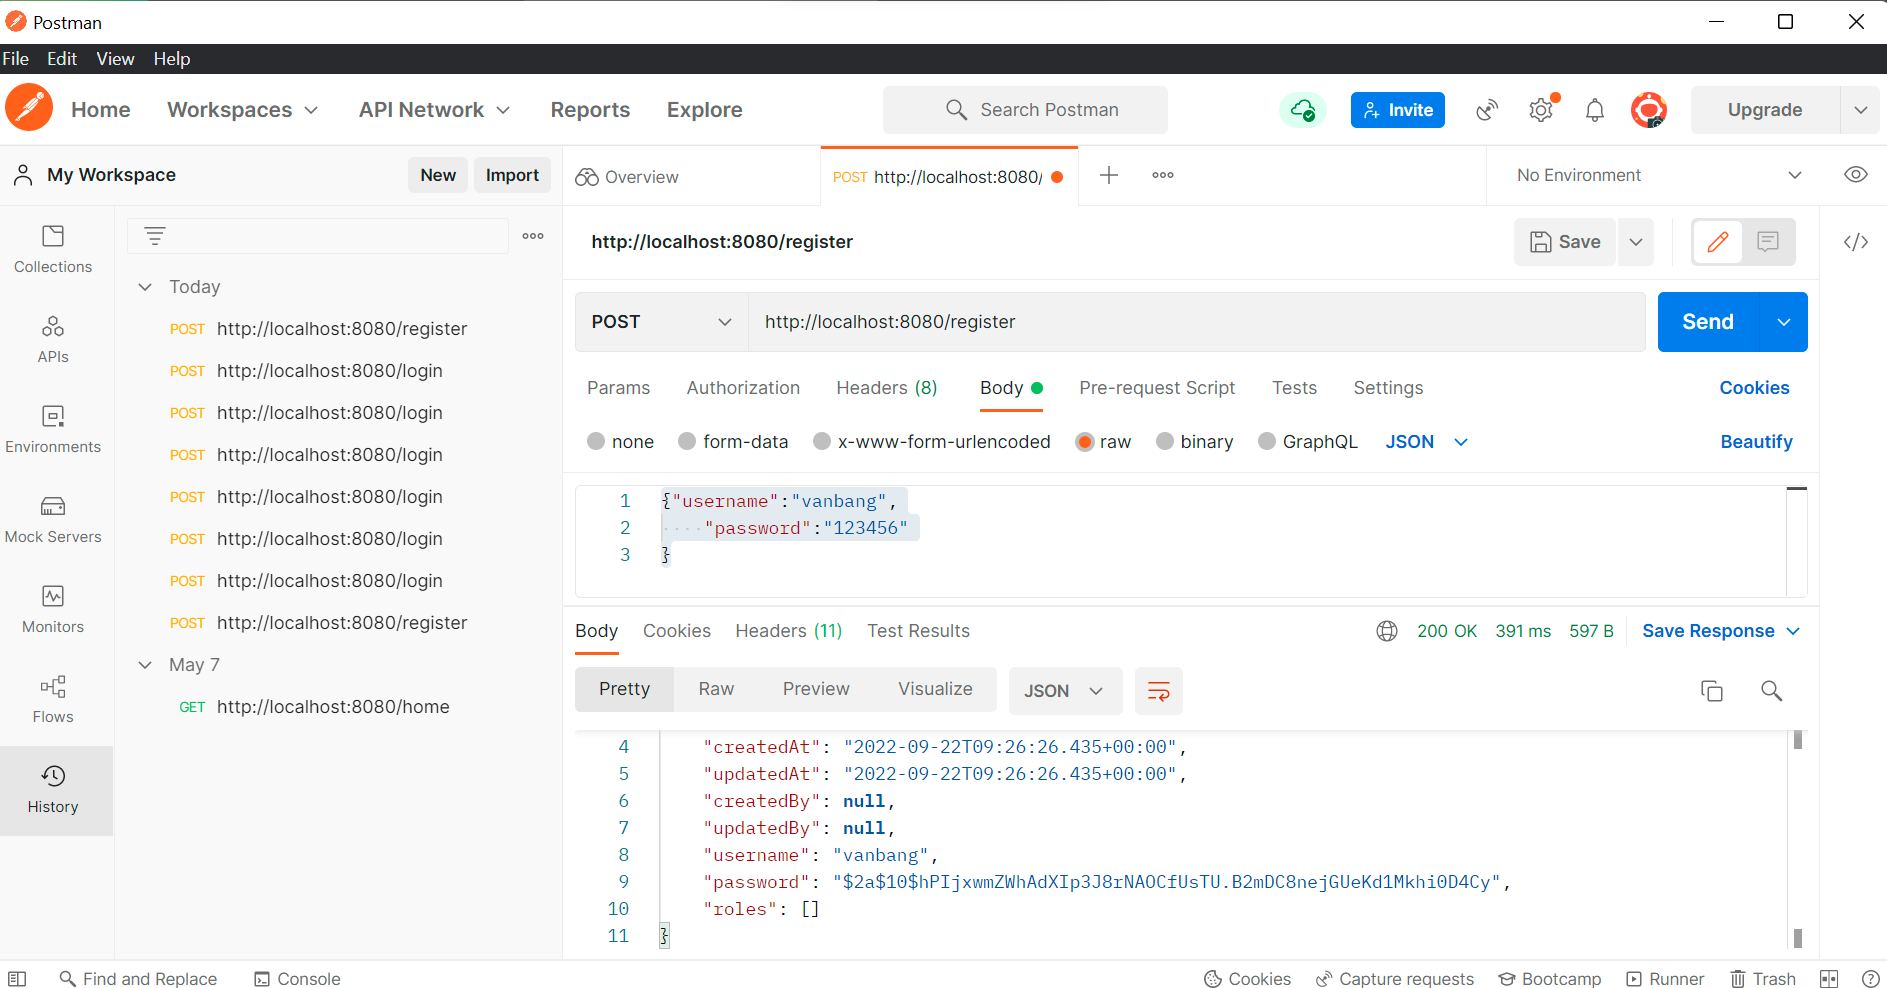 Postman
File Edit View Help
Home Workspaces API Network Reports Explore Search Postman Invite Upgrade
My Workspace New Import Overview POST http://localhost:8080/ No Environment
http://localhost:8080/register Save
Collections
APIs
Environments
Mock Servers
Monitors
Flows
History
Today
POST http://localhost:8080/register
POST http://localhost:8080/login
POST http://localhost:8080/login
POST http://localhost:8080/login
POST http://localhost:8080/login
POST http://localhost:8080/login
POST http://localhost:8080/login
POST http://localhost:8080/register
May 7
GET http://localhost:8080/home
POST http://localhost:8080/register Send
Params Authorization Headers (8) Body Pre-request Script Tests Settings Cookies
none form-data x-www-form-urlencoded raw binary GraphQL JSON Beautify
1 {"username":"vanbang",
2 "password":"123456"
3 }
Body Cookies Headers (11) Test Results 200 OK 391 ms 597 B Save Response
Pretty Raw Preview Visualize JSON
4 "createdAt": "2022-09-22T09:26:26.435+00:00",
5 "updatedAt": "2022-09-22T09:26:26.435+00:00",
6 "createdBy": null,
7 "updatedBy": null,
8 "username": "vanbang",
9 "password": "$2a$10$hPIjxwmZWhAdXIp3J8rNAOCfUsTU.B2mDC8nejGUeKd1Mkhi0D4Cy",
10 "roles": []
11 }
Find and Replace Console Cookies Capture requests Bootcamp Runner Trash